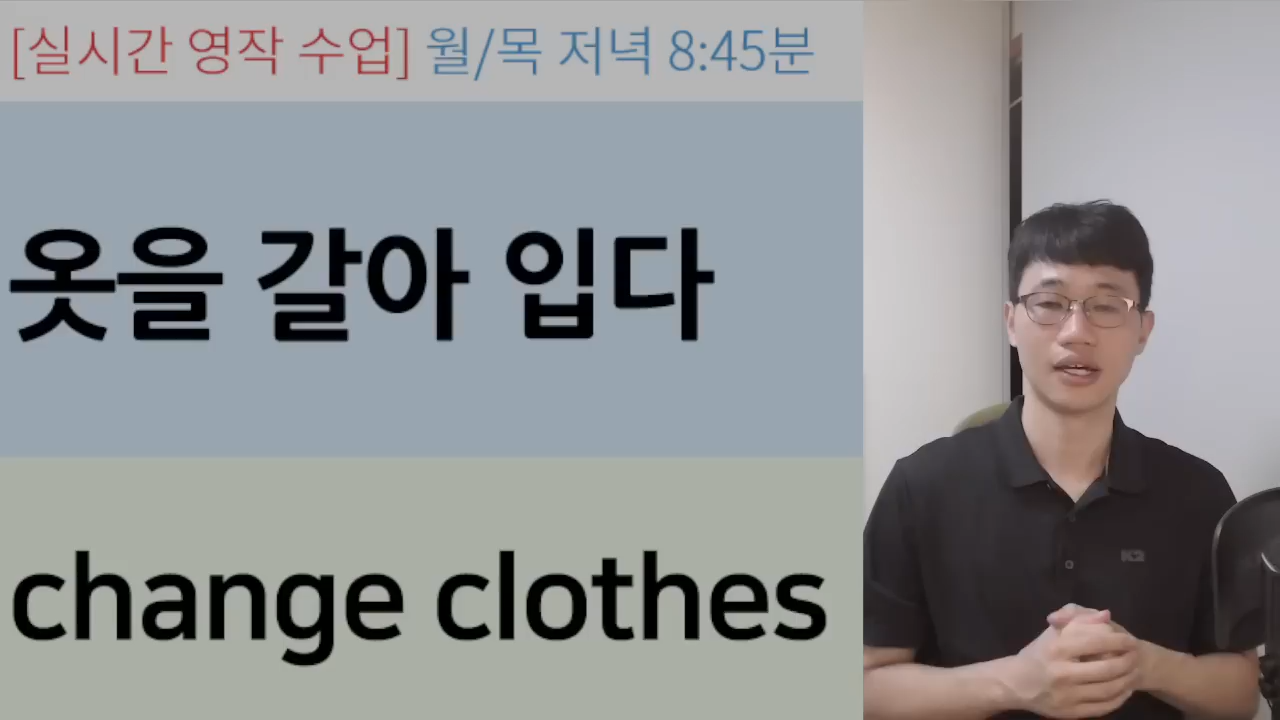 [실시간 영작 수업] 월/목 저녁 8:45분
옷을 갈아 입다
change clothes
K2